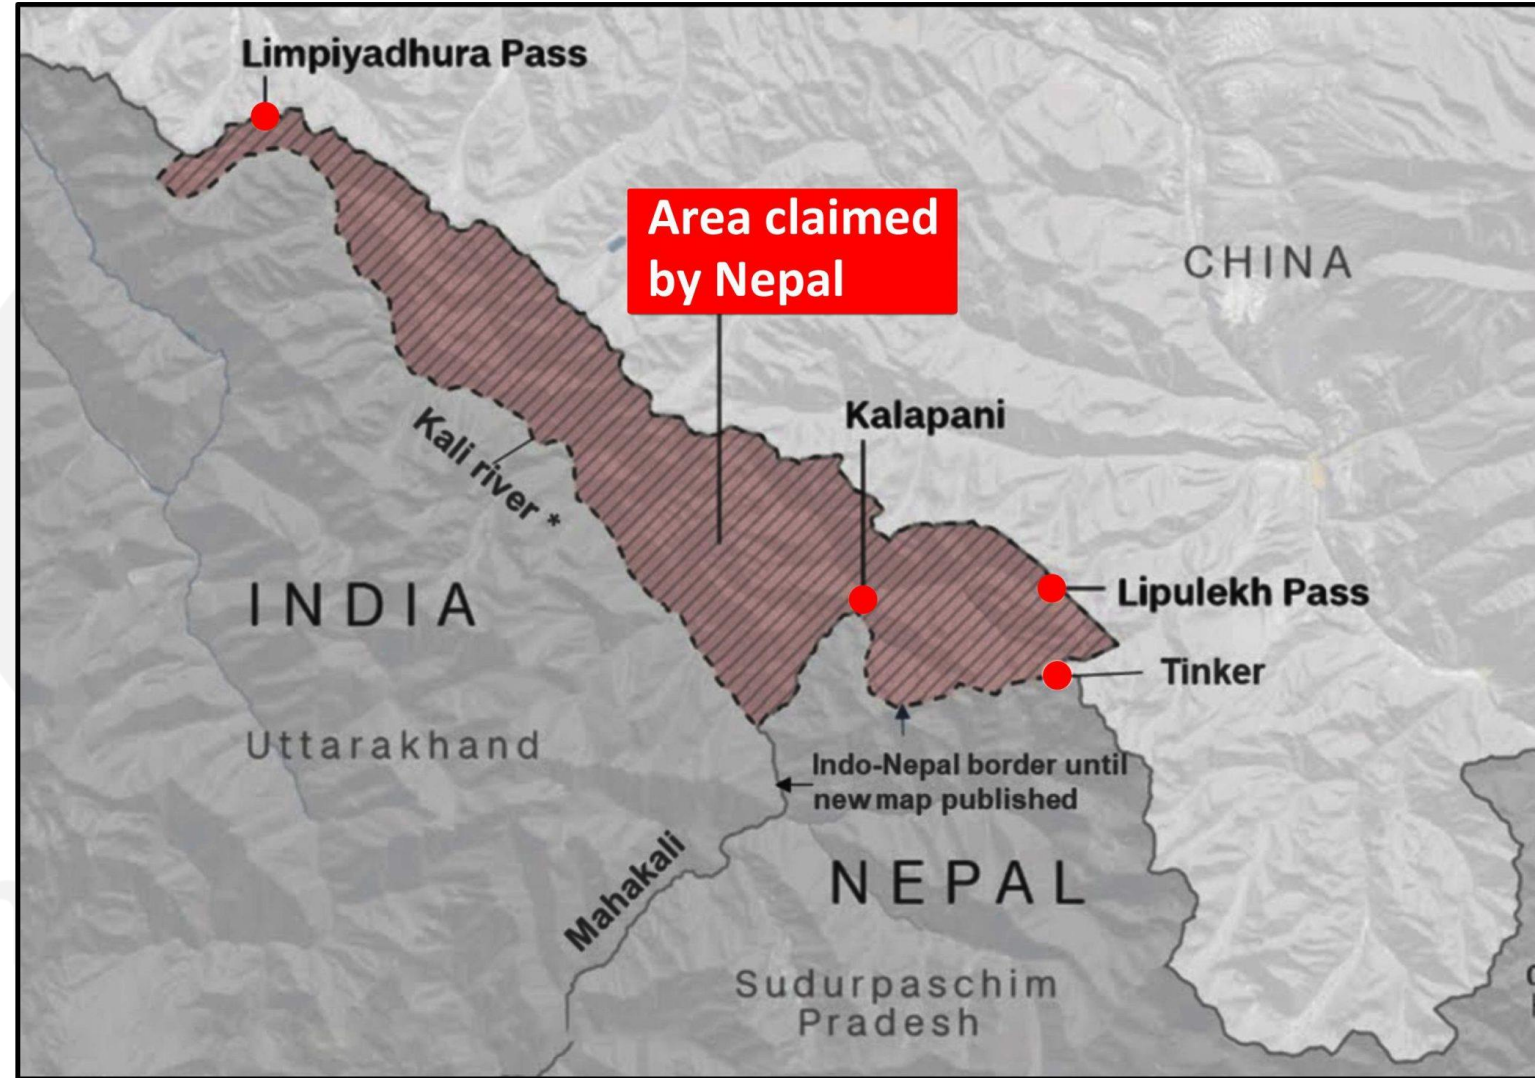 Limpiyadhura Pass
Area claimed
by Nepal
CHINA
Kalapani
Kali river *
INDIA
Lipulekh Pass
Tinker
Uttarakhand
Indo-Nepal border until
new map published
Mahakali
NEPAL
Sudurpaschim
Pradesh